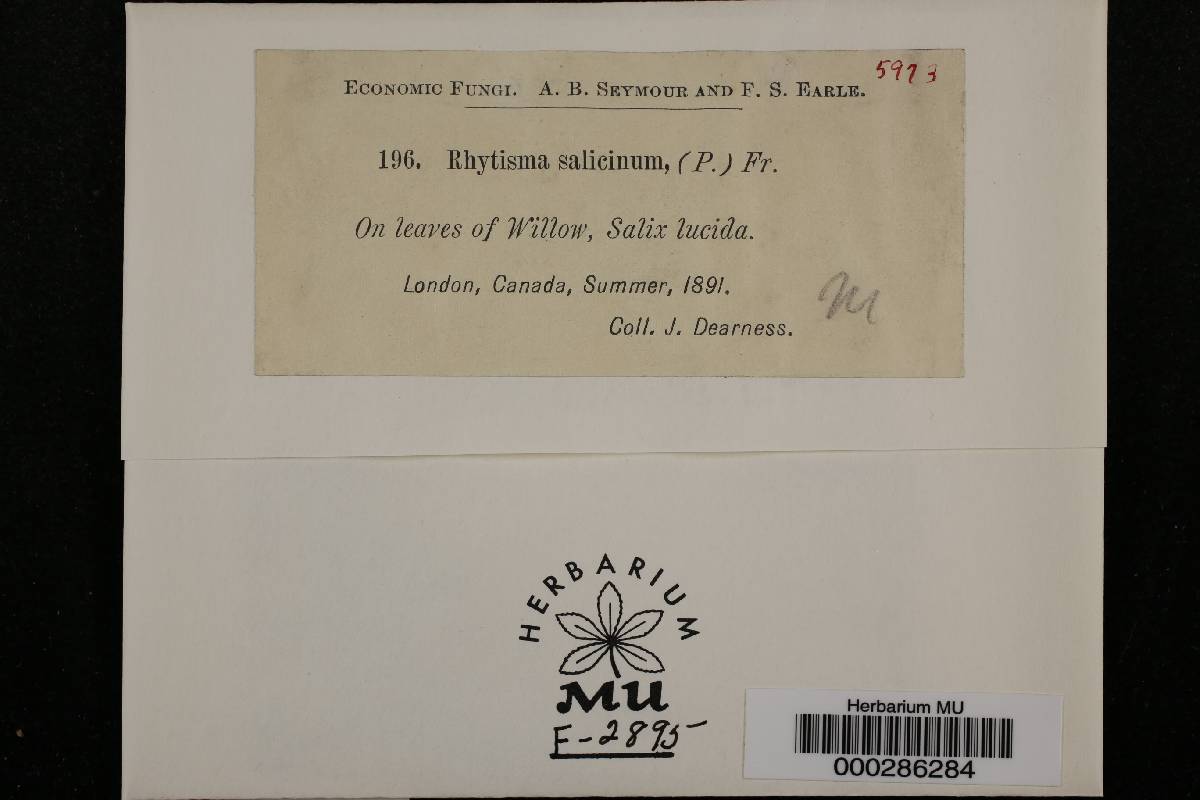 5973
ECONOMIC FUNGI. A. B. SEYMOUR AND F. S. EARLE.
196. Rhytisma salicinum, (P.) Fr.
On leaves of Willow, Salix lucida.
London, Canada, Summer, 1891.
Coll. J. Dearness.
M
HERBARIUM
MU
F-2895
Herbarium MU
000286284